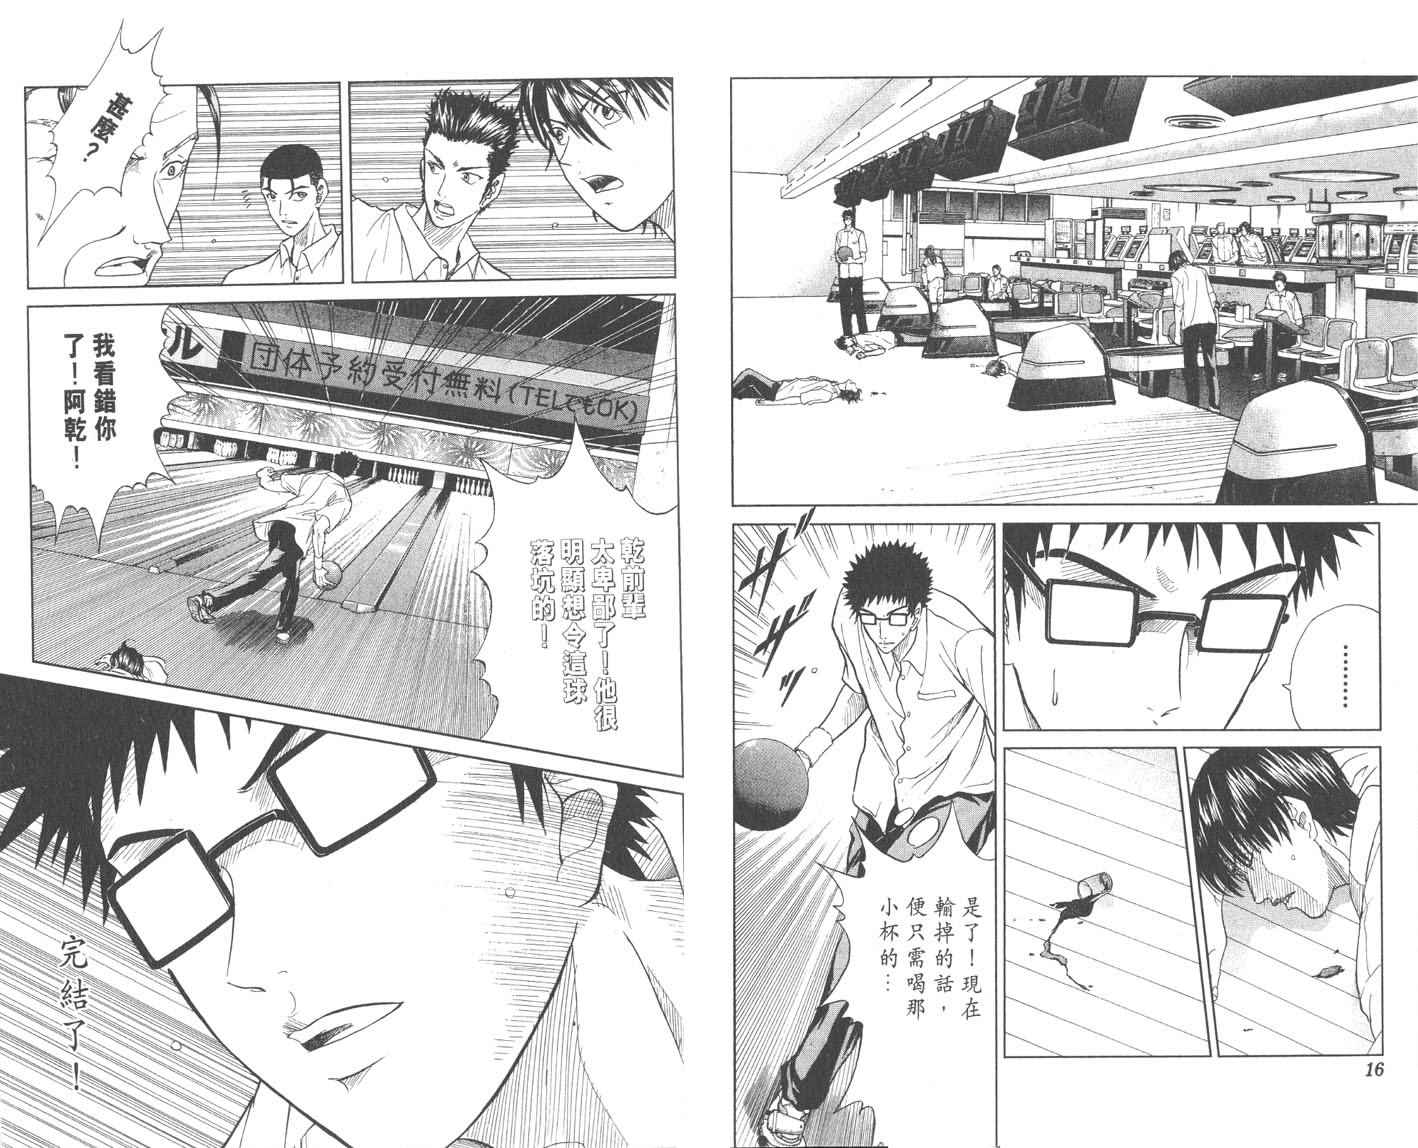 ………
是了！現在
輸掉的話，
便只需喝那
小杯的…
16
甚麼？
ル
団体予約受付無料(TELでもOK)
我看錯你
了！阿乾！
乾前輩
太卑鄙了！他很
明顯想令這球
落坑的！
完結了！